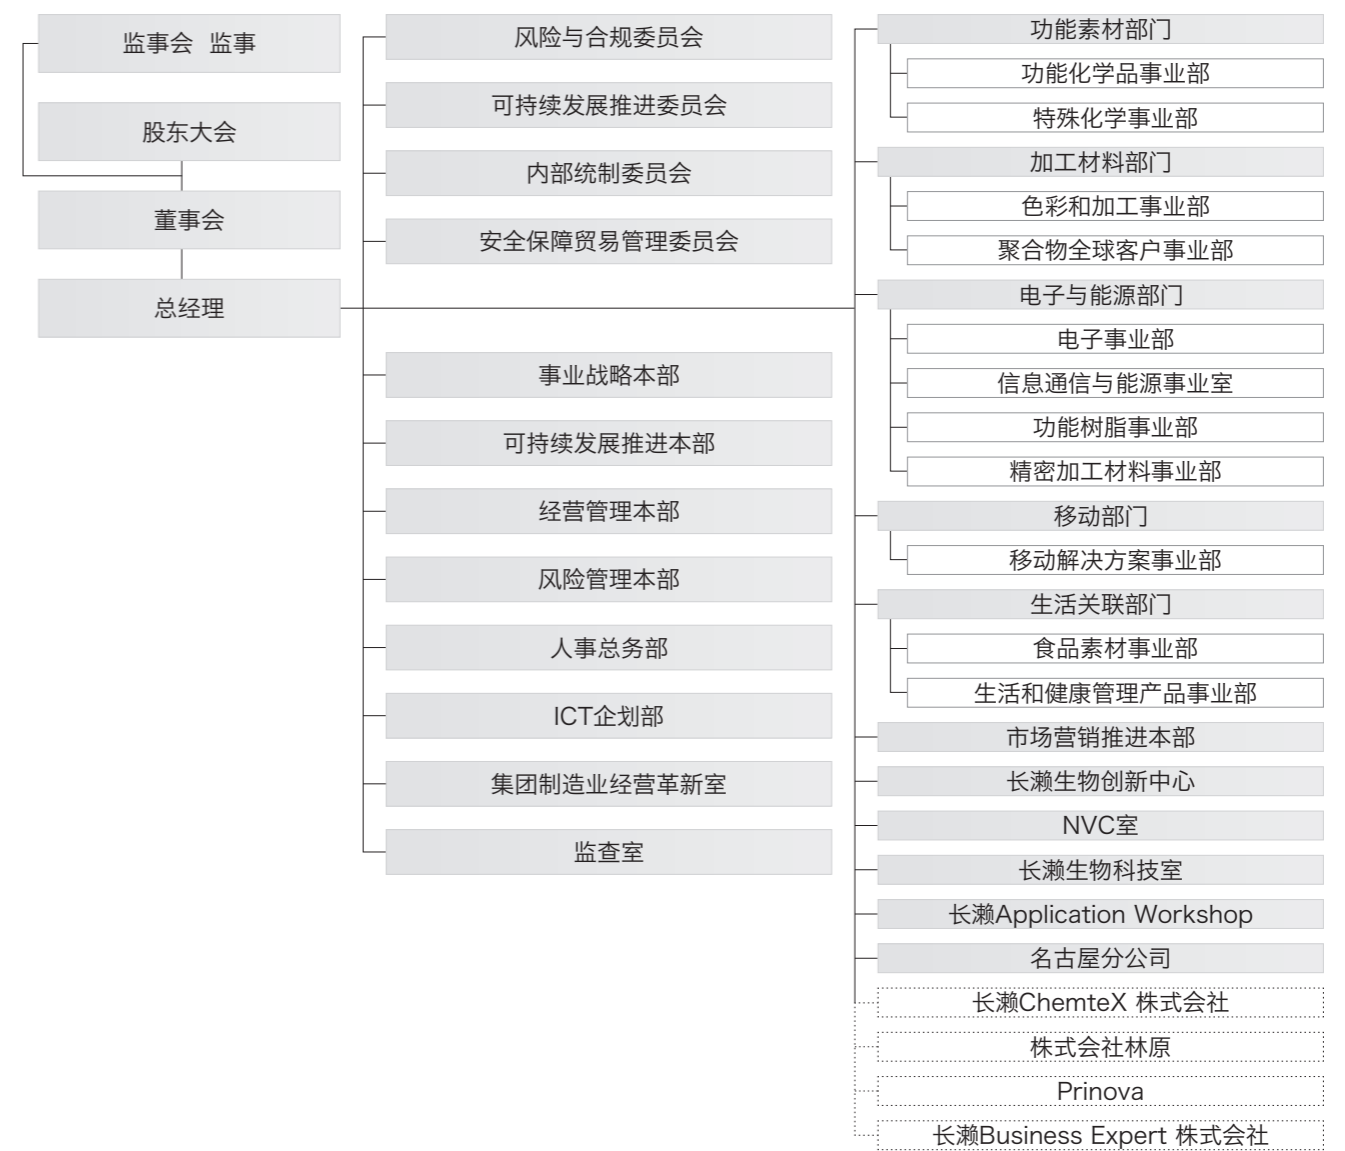 监事会 监事
股东大会
董事会
总经理
风险与合规委员会
可持续发展推进委员会
内部统制委员会
安全保障贸易管理委员会
事业战略本部
可持续发展推进本部
经营管理本部
风险管理本部
人事总务部
ICT企划部
集团制造业经营革新室
监查室
功能素材部门
功能化学品事业部
特殊化学事业部
加工材料部门
色彩和加工事业部
聚合物全球客户事业部
电子与能源部门
电子事业部
信息通信与能源事业室
功能树脂事业部
精密加工材料事业部
移动部门
移动解决方案事业部
生活关联部门
食品素材事业部
生活和健康管理产品事业部
市场营销推进本部
长濑生物创新中心
NVC室
长濑生物科技室
长濑Application Workshop
名古屋分公司
长濑ChemteX 株式会社
株式会社林原
Prinova
长濑Business Expert 株式会社